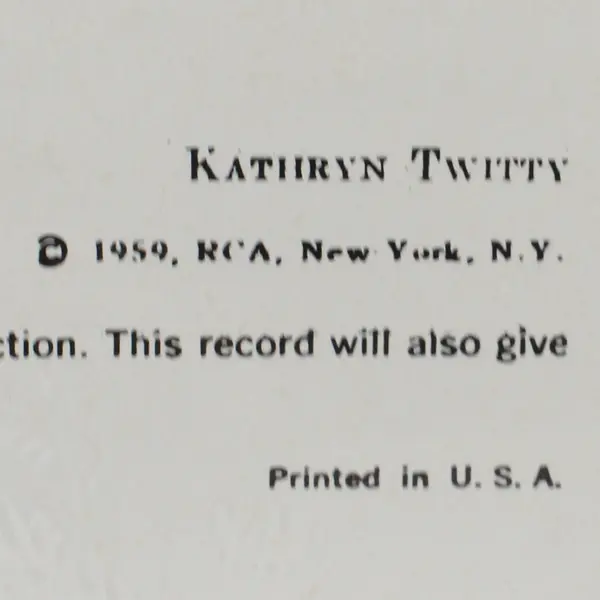 KATHRYN TWITTY
© 1959, RCA, New York, N.Y.
ction. This record will also give
Printed in U. S. A.